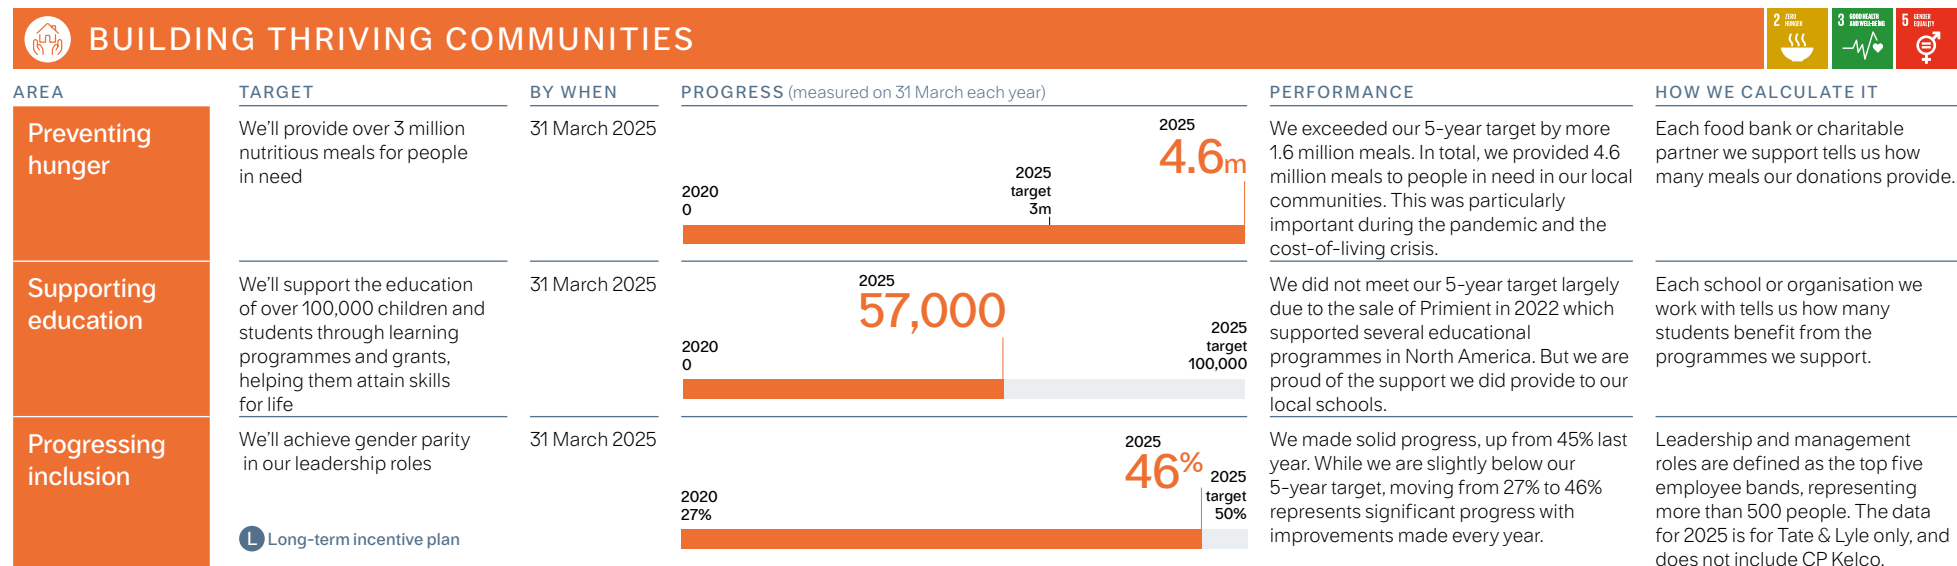 BUILDING THRIVING COMMUNITIES
2 ZERO HUNGER
3 GOOD HEALTH AND WELL-BEING
5 GENDER EQUALITY
AREA
TARGET
BY WHEN
PROGRESS (measured on 31 March each year)
PERFORMANCE
HOW WE CALCULATE IT
Preventing
hunger
We’ll provide over 3 million
nutritious meals for people
in need
31 March 2025
2020
0
2025
target
3m
2025
4.6m
We exceeded our 5-year target by more
1.6 million meals. In total, we provided 4.6
million meals to people in need in our local
communities. This was particularly
important during the pandemic and the
cost-of-living crisis.
Each food bank or charitable
partner we support tells us how
many meals our donations provide.
Supporting
education
We’ll support the education
of over 100,000 children and
students through learning
programmes and grants,
helping them attain skills
for life
31 March 2025
2020
0
2025
57,000
2025
target
100,000
We did not meet our 5-year target largely
due to the sale of Primient in 2022 which
supported several educational
programmes in North America. But we are
proud of the support we did provide to our
local schools.
Each school or organisation we
work with tells us how many
students benefit from the
programmes we support.
Progressing
inclusion
We’ll achieve gender parity
in our leadership roles
L Long-term incentive plan
31 March 2025
2020
27%
2025
46%
2025
target
50%
We made solid progress, up from 45% last
year. While we are slightly below our
5-year target, moving from 27% to 46%
represents significant progress with
improvements made every year.
Leadership and management
roles are defined as the top five
employee bands, representing
more than 500 people. The data
for 2025 is for Tate & Lyle only, and
does not include CP Kelco.